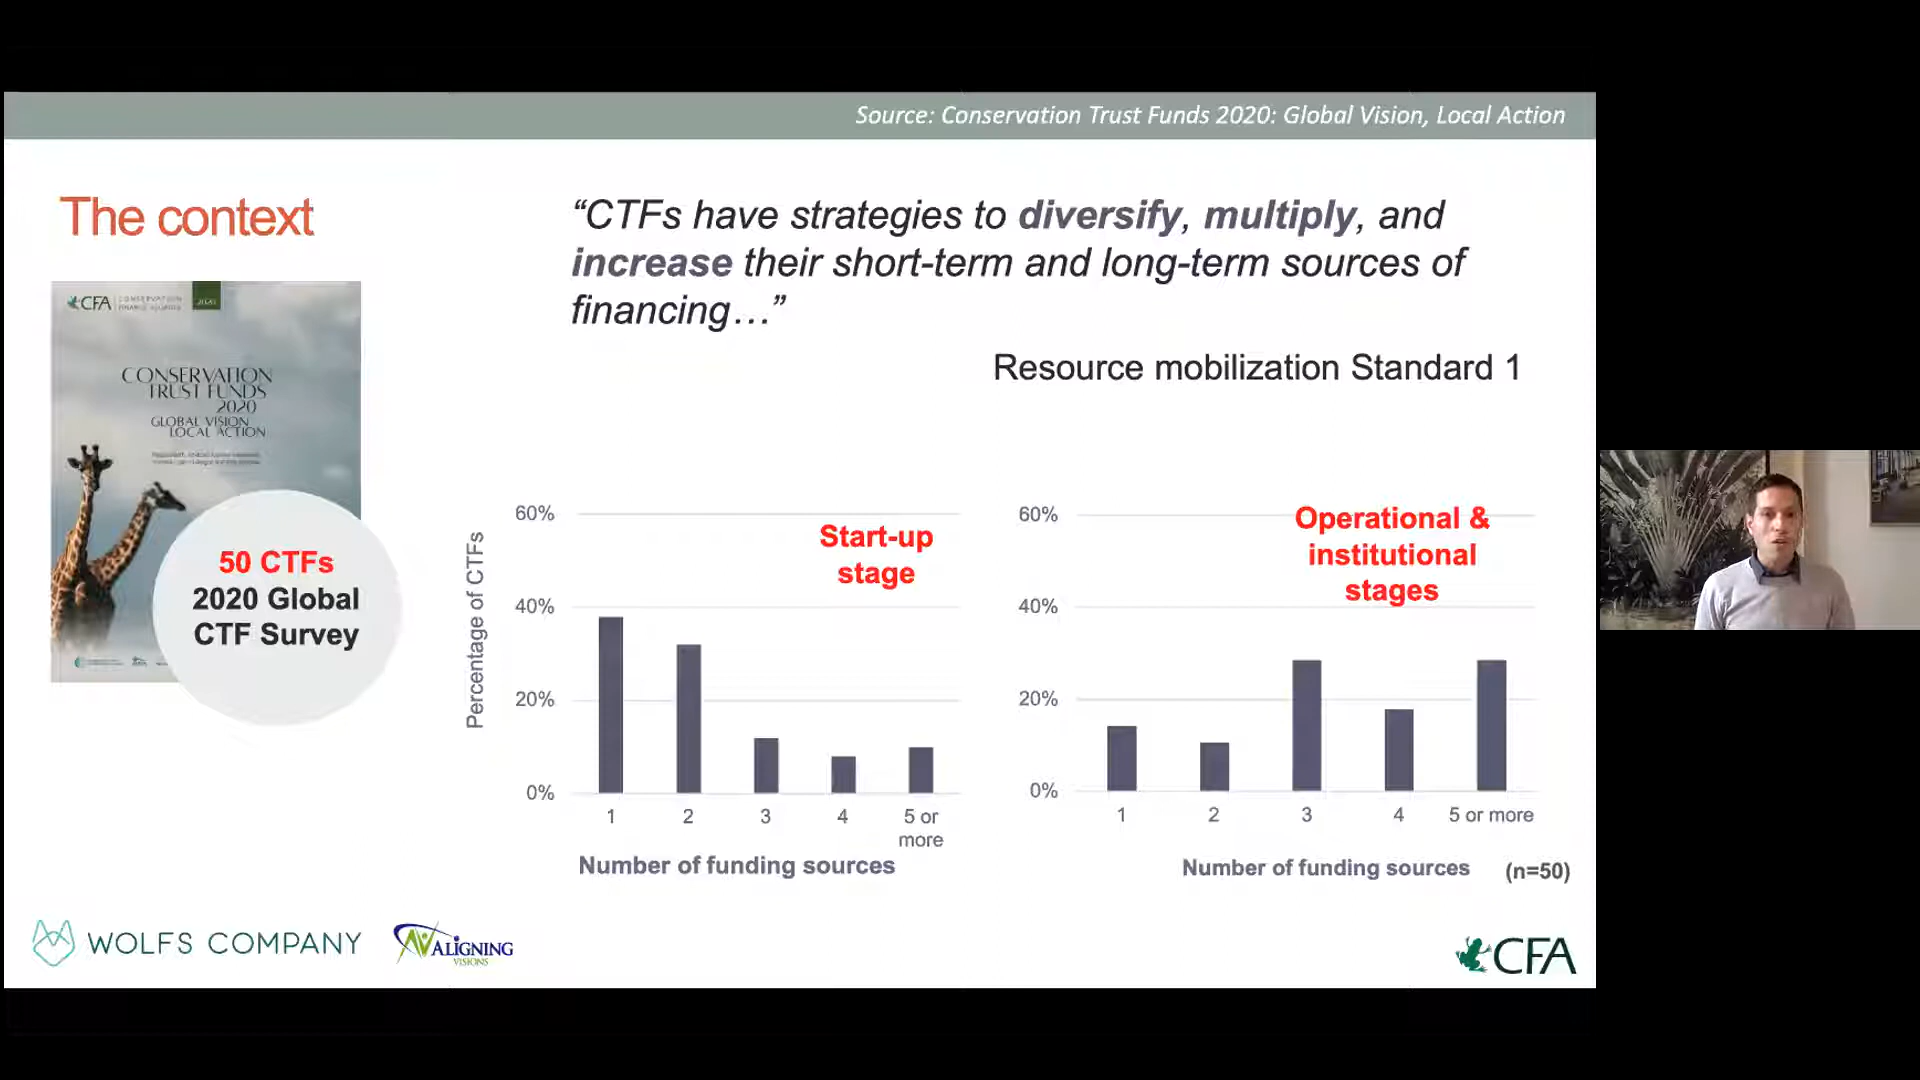 Source: Conservation Trust Funds 2020: Global Vision, Local Action
The context
“CTFs have strategies to diversify, multiply, and
increase their short-term and long-term sources of
financing…”
Resource mobilization Standard 1
CFA CONSERVATION FINANCE ALLIANCE
CONSERVATION
TRUST FUNDS
2020
GLOBAL VISION
LOCAL ACTION
50 CTFs
2020 Global
CTF Survey
Percentage of CTFs
60%
40%
20%
0%
Start-up
stage
1 2 3 4 5 or
more
Number of funding sources
60%
40%
20%
0%
Operational &
institutional
stages
1 2 3 4 5 or more
Number of funding sources
(n=50)
WOLFS COMPANY
ALIGNING
VISIONS
CFA